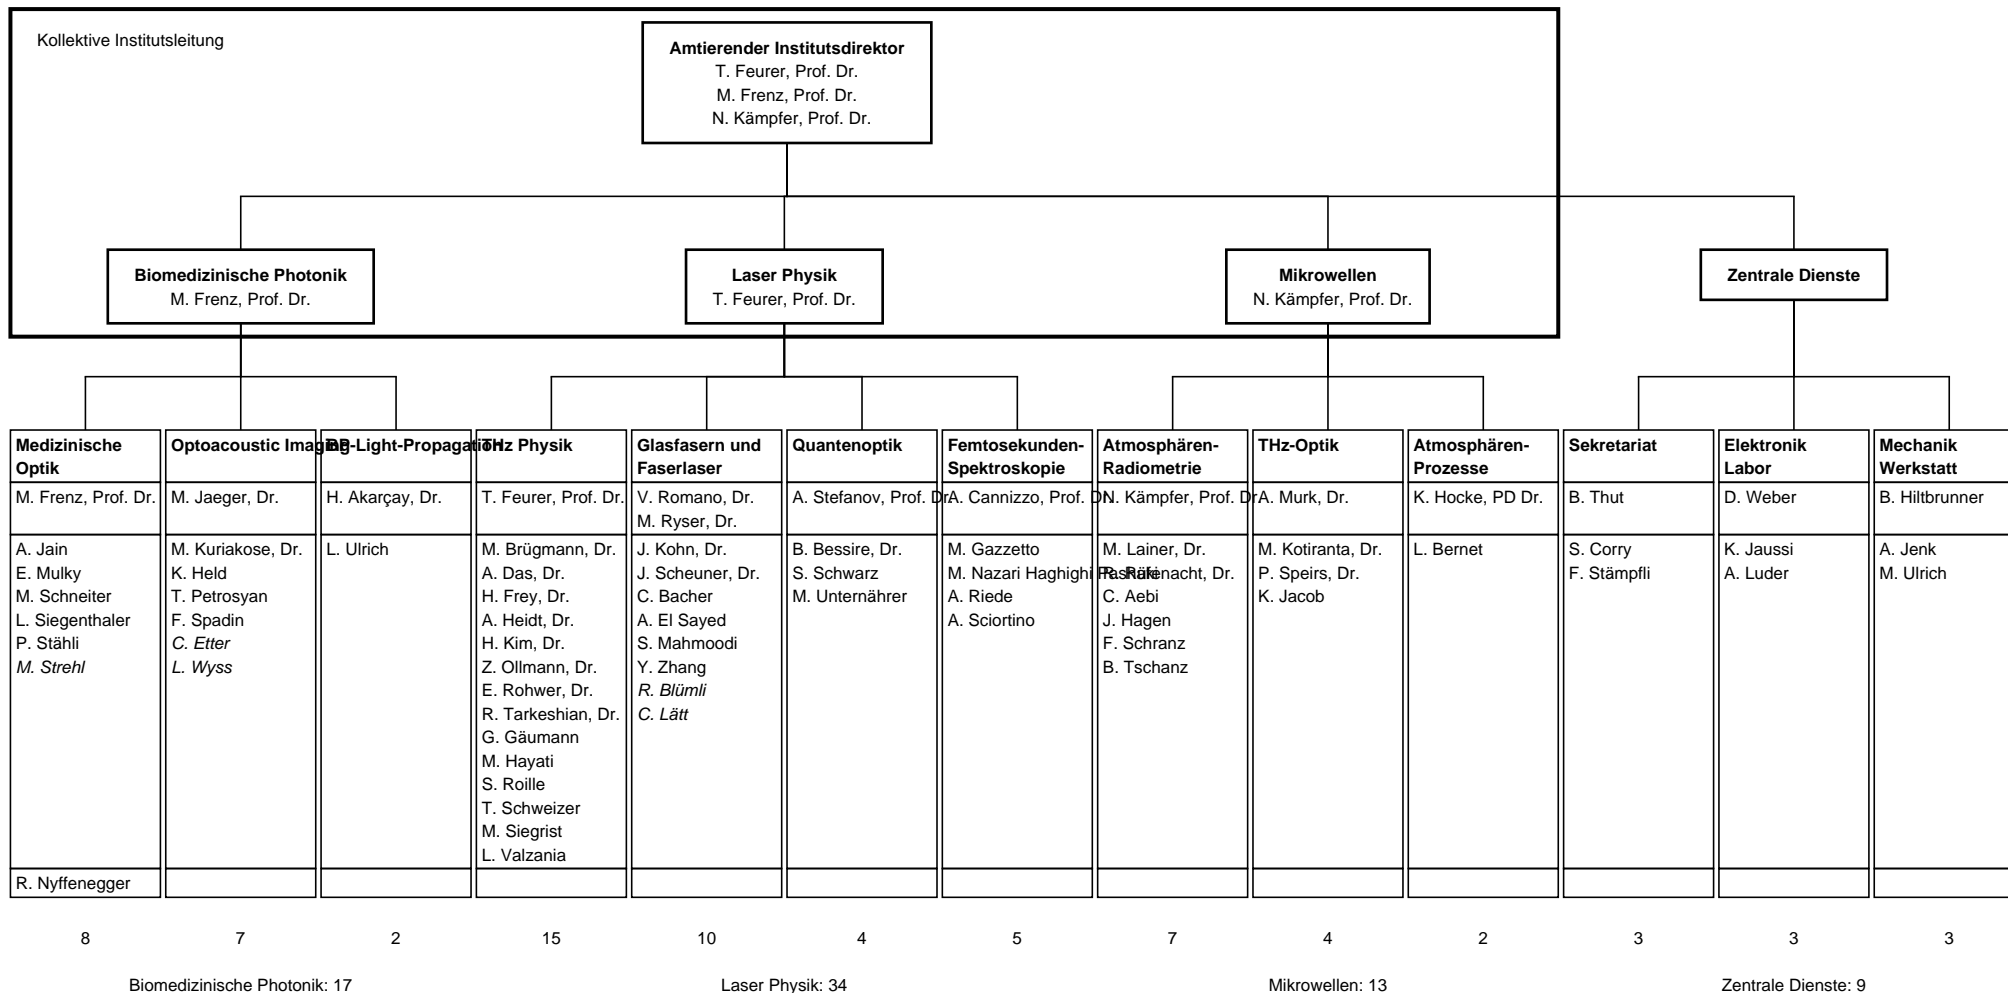 Kollektive Institutsleitung
Amtierender Institutsdirektor
T. Feurer, Prof. Dr.
M. Frenz, Prof. Dr.
N. Kämpfer, Prof. Dr.
Biomedizinische Photonik
M. Frenz, Prof. Dr.
Laser Physik
T. Feurer, Prof. Dr.
Mikrowellen
N. Kämpfer, Prof. Dr.
Zentrale Dienste
Medizinische
Optik
M. Frenz, Prof. Dr.
A. Jain
E. Mulky
M. Schneiter
L. Siegenthaler
P. Stähli
M. Strehl
R. Nyffenegger
Optoacoustic Imaging
M. Jaeger, Dr.
M. Kuriakose, Dr.
K. Held
T. Petrosyan
F. Spadin
C. Etter
L. Wyss
BP-Light-Propagation
H. Akarçay, Dr.
L. Ulrich
THz Physik
T. Feurer, Prof. Dr.
M. Brügmann, Dr.
A. Das, Dr.
H. Frey, Dr.
A. Heidt, Dr.
H. Kim, Dr.
Z. Ollmann, Dr.
E. Rohwer, Dr.
R. Tarkeshian, Dr.
G. Gäumann
M. Hayati
S. Roille
T. Schweizer
M. Siegrist
L. Valzania
Glasfasern und
Faserlaser
V. Romano, Dr.
M. Ryser, Dr.
J. Kohn, Dr.
J. Scheuner, Dr.
C. Bacher
A. El Sayed
S. Mahmoodi
Y. Zhang
R. Blümli
C. Lätt
Quantenoptik
A. Stefanov, Prof. Dr.
B. Bessire, Dr.
S. Schwarz
M. Unternährer
Femtosekunden-
Spektroskopie
A. Cannizzo, Prof. Dr.
M. Gazzetto
M. Nazari Haghighi Pashaki
A. Riede
A. Sciortino
Atmosphären-
Radiometrie
N. Kämpfer, Prof. Dr.
M. Lainer, Dr.
R. Rüfenacht, Dr.
C. Aebi
J. Hagen
F. Schranz
B. Tschanz
THz-Optik
A. Murk, Dr.
M. Kotiranta, Dr.
P. Speirs, Dr.
K. Jacob
Atmosphären-
Prozesse
K. Hocke, PD Dr.
L. Bernet
Sekretariat
B. Thut
S. Corry
F. Stämpfli
Elektronik
Labor
D. Weber
K. Jaussi
A. Luder
Mechanik
Werkstatt
B. Hiltbrunner
A. Jenk
M. Ulrich
8 7 2 15 10 4 5 7 4 2 3 3 3
Biomedizinische Photonik: 17
Laser Physik: 34
Mikrowellen: 13
Zentrale Dienste: 9